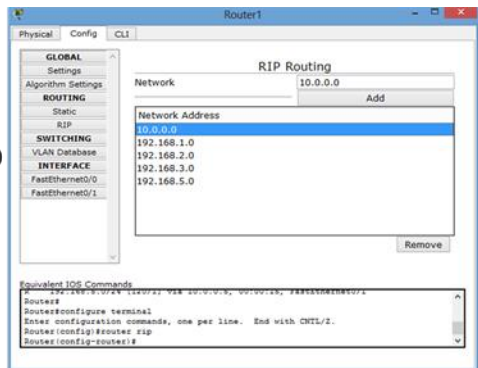 Router1
Physical Config CLI
GLOBAL
Settings
Algorithm Settings
ROUTING
Static
RIP
SWITCHING
VLAN Database
INTERFACE
FastEthernet0/0
FastEthernet0/1
RIP Routing
Network 10.0.0.0
Add
Network Address
10.0.0.0
192.168.1.0
192.168.2.0
192.168.3.0
192.168.5.0
Remove
Equivalent IOS Commands
Router#
Router#configure terminal
Enter configuration commands, one per line. End with CNTL/Z.
Router(config)#router rip
Router(config-router)#